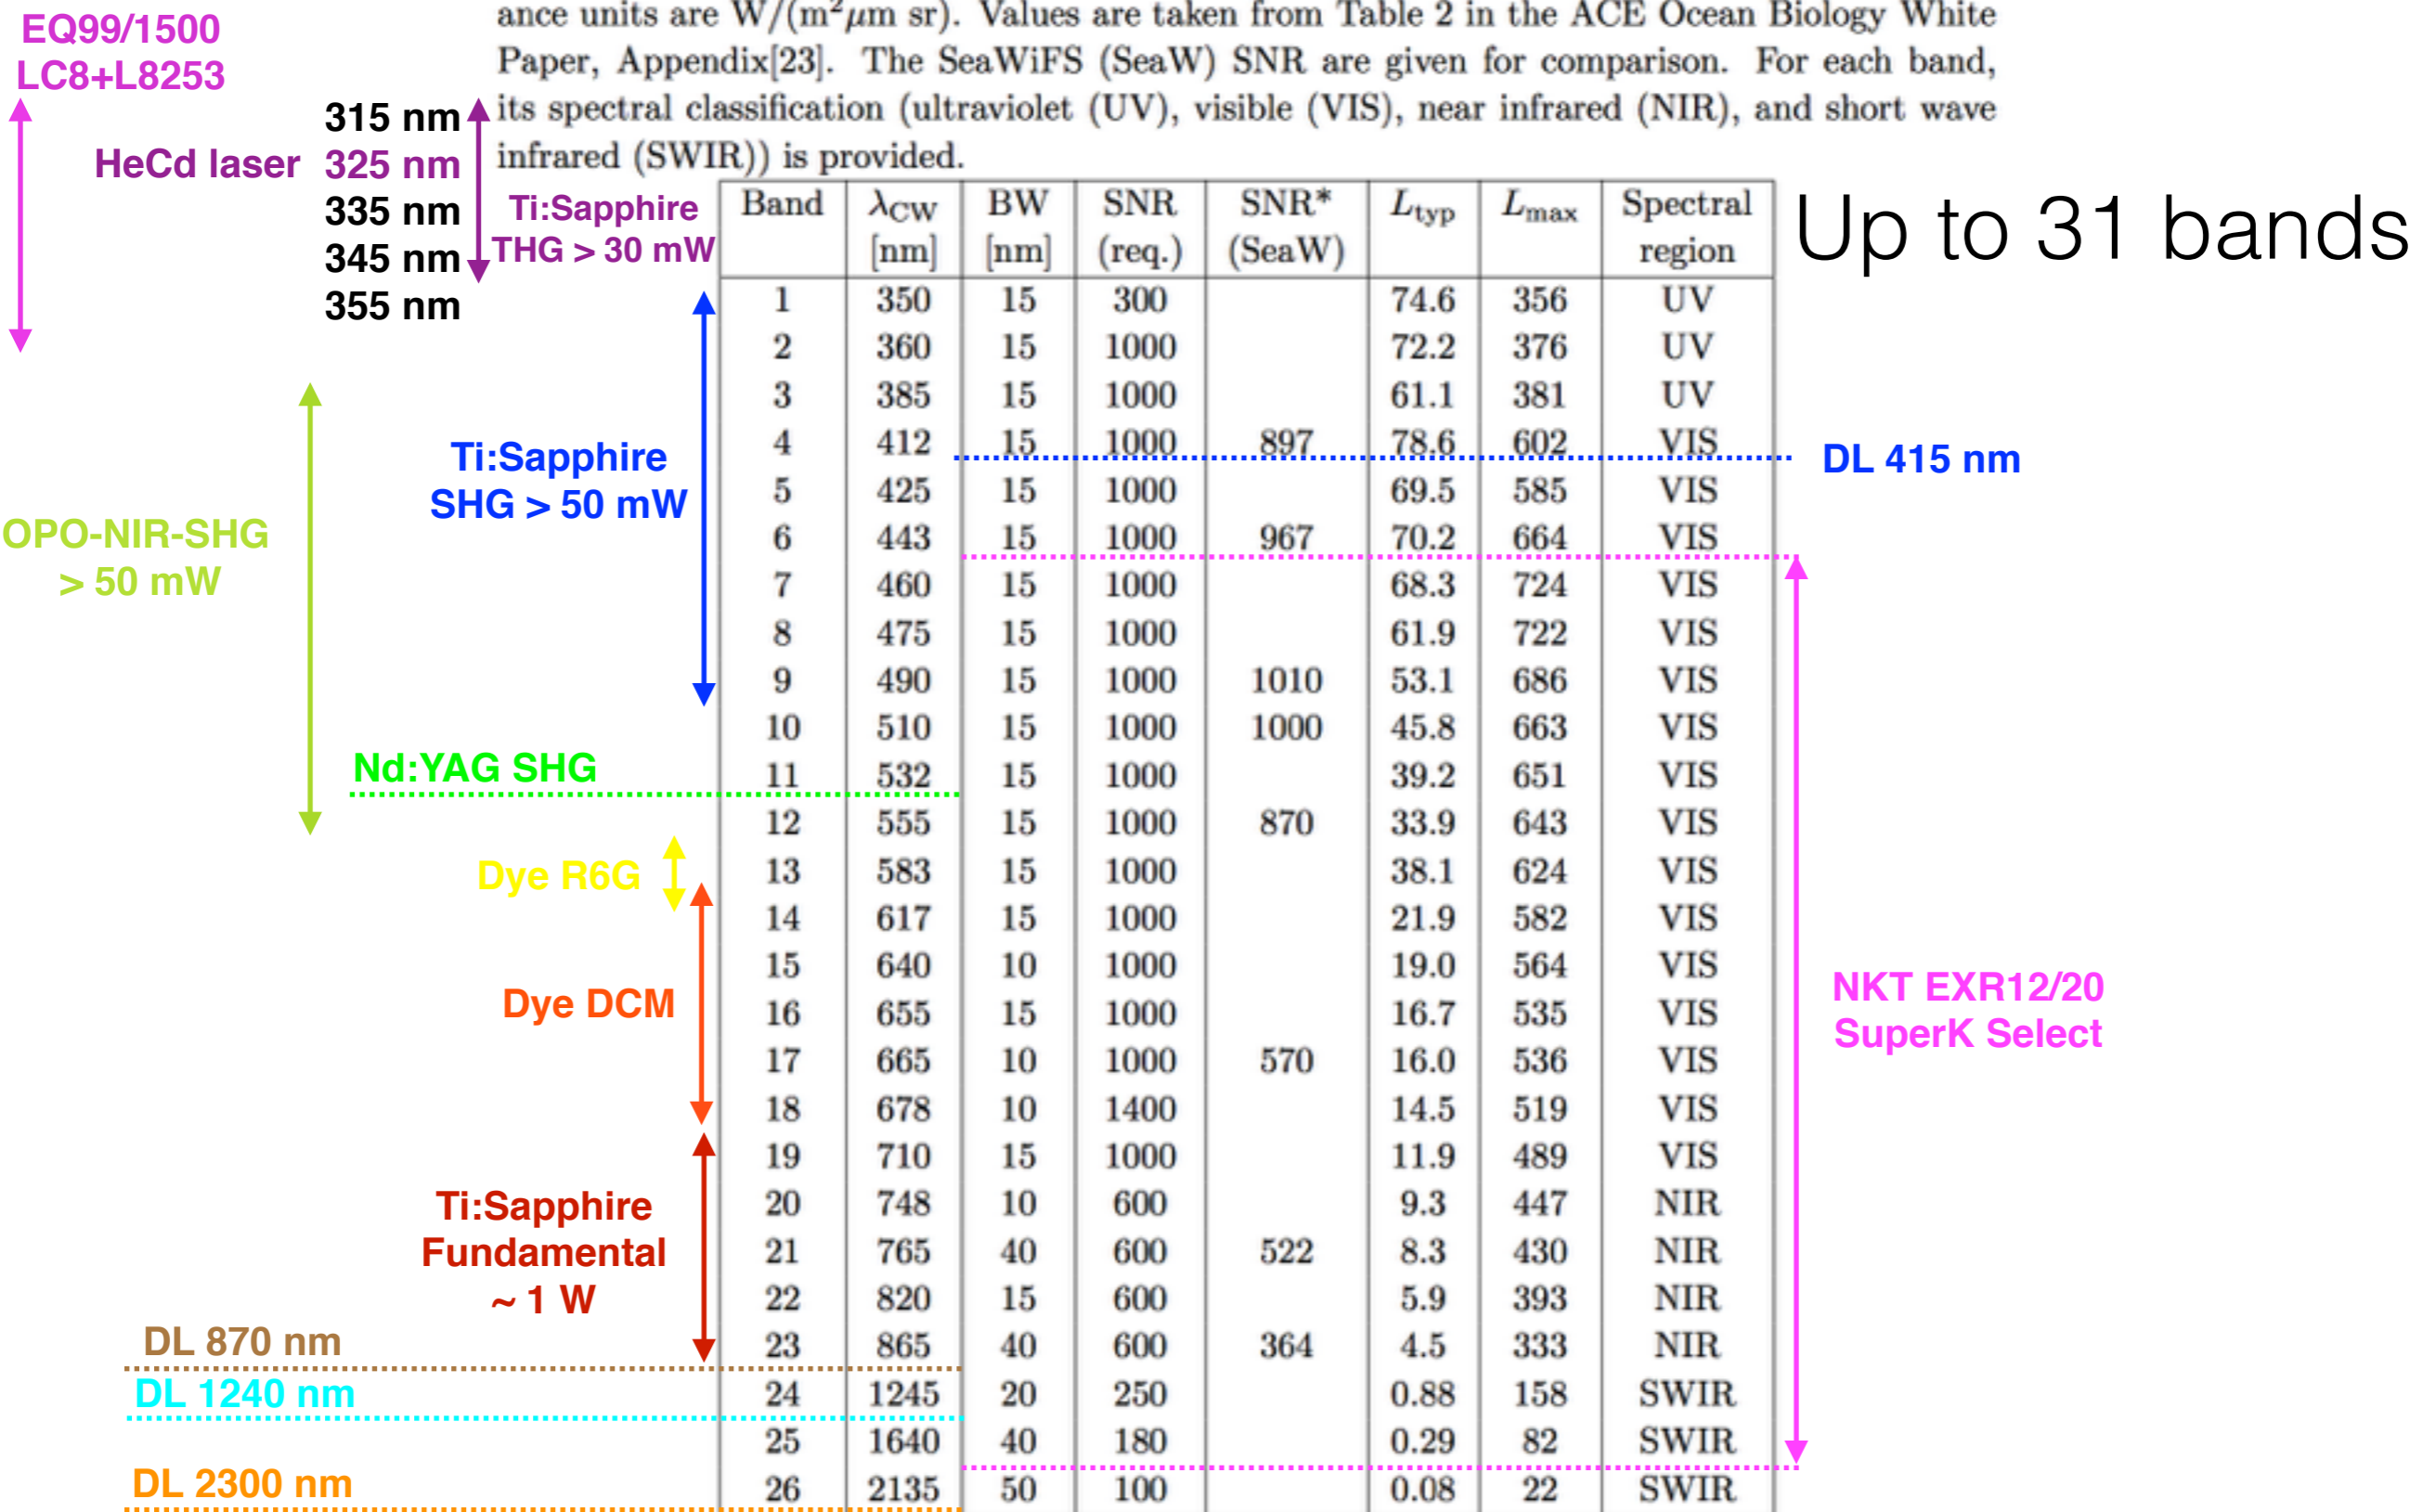 EQ99/1500
LC8+L8253
ance units are W/(m²μm sr). Values are taken from Table 2 in the ACE Ocean Biology White
Paper, Appendix[23]. The SeaWiFS (SeaW) SNR are given for comparison. For each band,
its spectral classification (ultraviolet (UV), visible (VIS), near infrared (NIR), and short wave
infrared (SWIR)) is provided.
315 nm
HeCd laser 325 nm
335 nm
345 nm
355 nm
Ti:Sapphire
THG > 30 mW
Up to 31 bands
Band λCW BW SNR SNR* Ltyp Lmax Spectral
[nm] [nm] (req.) (SeaW) region
1 350 15 300 74.6 356 UV
2 360 15 1000 72.2 376 UV
3 385 15 1000 61.1 381 UV
4 412 15 1000 897 78.6 602 VIS
5 425 15 1000 69.5 585 VIS
6 443 15 1000 967 70.2 664 VIS
7 460 15 1000 68.3 724 VIS
8 475 15 1000 61.9 722 VIS
9 490 15 1000 1010 53.1 686 VIS
10 510 15 1000 1000 45.8 663 VIS
11 532 15 1000 39.2 651 VIS
12 555 15 1000 870 33.9 643 VIS
13 583 15 1000 38.1 624 VIS
14 617 15 1000 21.9 582 VIS
15 640 10 1000 19.0 564 VIS
16 655 15 1000 16.7 535 VIS
17 665 10 1000 570 16.0 536 VIS
18 678 10 1400 14.5 519 VIS
19 710 15 1000 11.9 489 VIS
20 748 10 600 9.3 447 NIR
21 765 40 600 522 8.3 430 NIR
22 820 15 600 5.9 393 NIR
23 865 40 600 364 4.5 333 NIR
24 1245 20 250 0.88 158 SWIR
25 1640 40 180 0.29 82 SWIR
26 2135 50 100 0.08 22 SWIR
Ti:Sapphire
SHG > 50 mW
OPO-NIR-SHG
> 50 mW
Nd:YAG SHG
Dye R6G
Dye DCM
Ti:Sapphire
Fundamental
~ 1 W
DL 870 nm
DL 1240 nm
DL 2300 nm
DL 415 nm
NKT EXR12/20
SuperK Select